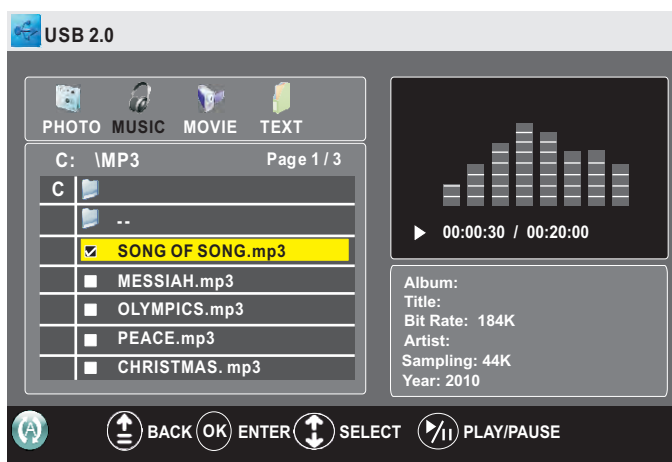 USB 2.0
PHOTO MUSIC MOVIE TEXT
C: \MP3 Page 1 / 3
C
--
SONG OF SONG.mp3
MESSIAH.mp3
OLYMPICS.mp3
PEACE.mp3
CHRISTMAS. mp3
00:00:30 / 00:20:00
Album:
Title:
Bit Rate: 184K
Artist:
Sampling: 44K
Year: 2010
A BACK OK ENTER SELECT PLAY/PAUSE